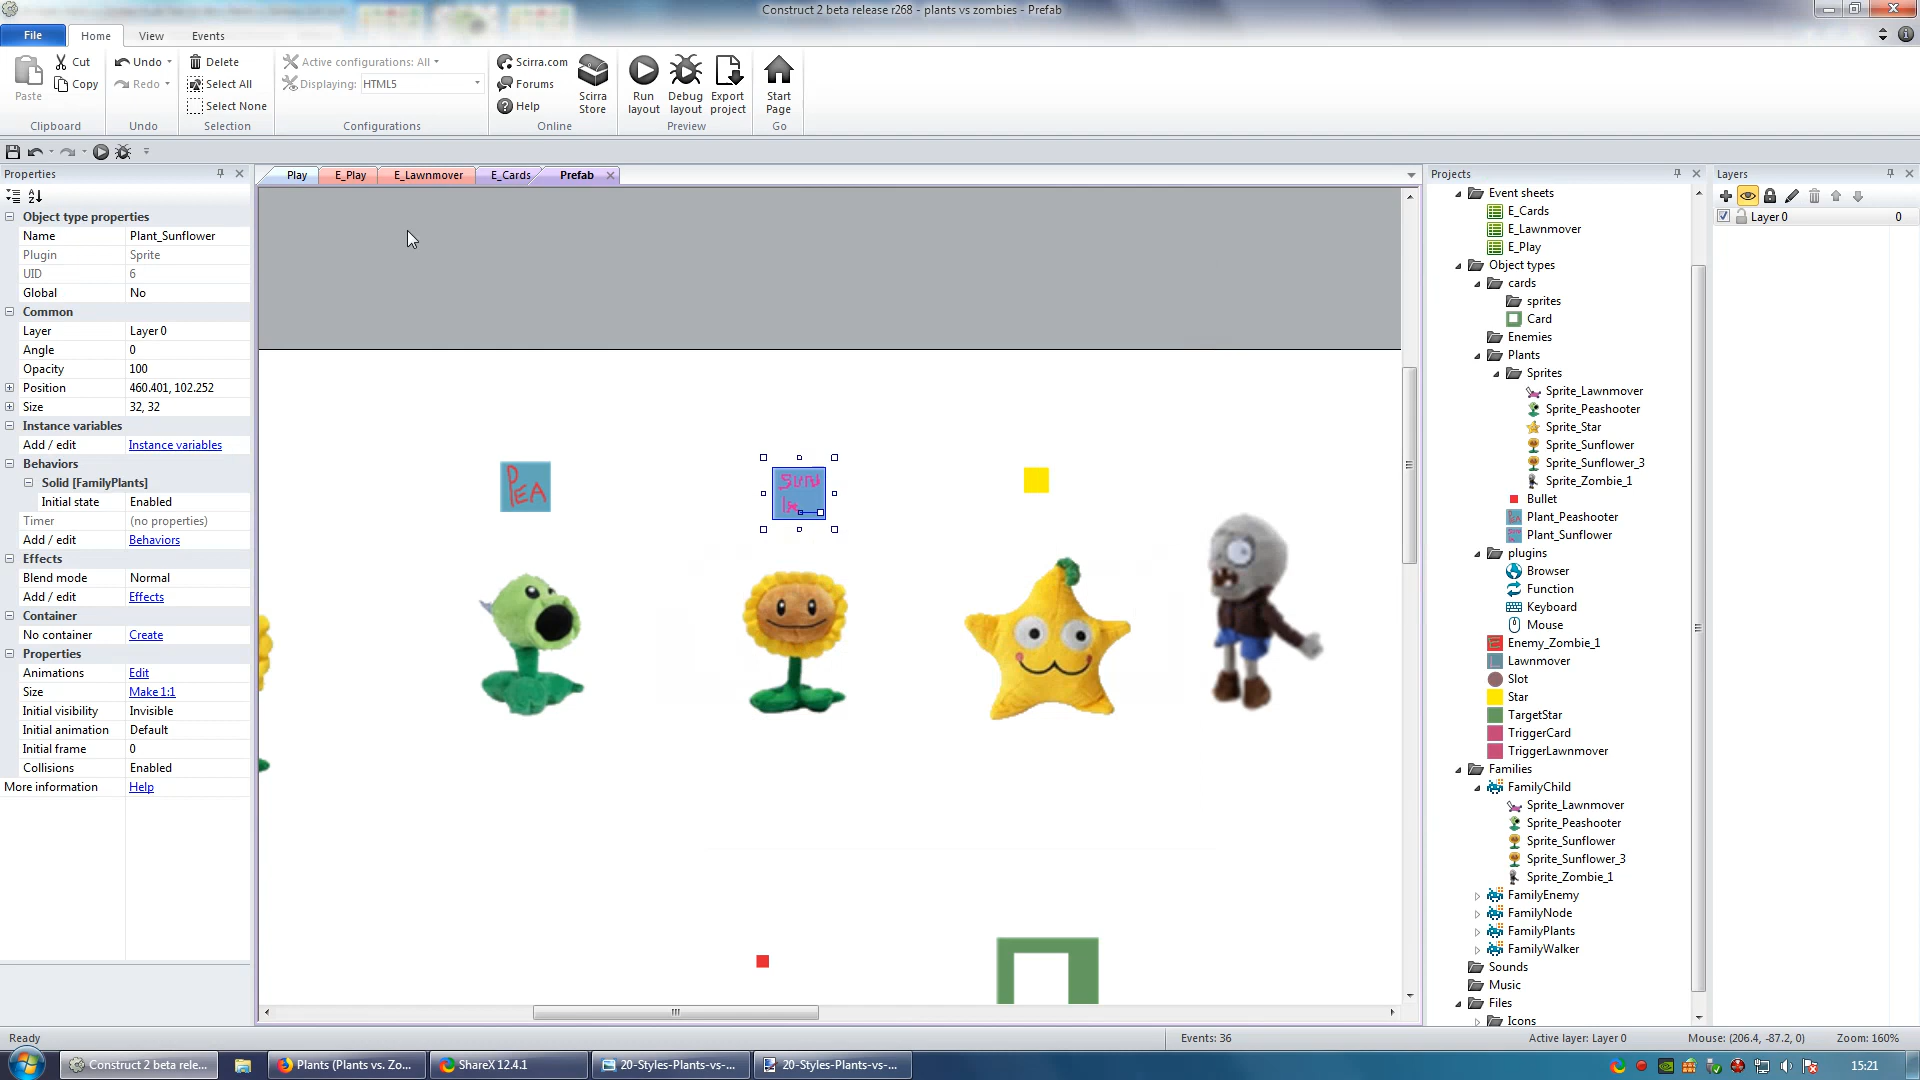 Construct 2 beta release r268 - plants vs zombies - Prefab
File
Home
View
Events
Paste
Cut
Copy
Clipboard
Undo
Redo
Undo
Delete
Select All
Select None
Selection
Active configurations: All
Displaying: HTML5
Configurations
Scirra.com
Forums
Help
Scirra Store
Online
Run layout
Debug layout
Export project
Preview
Start Page
Go
Properties
Object type properties
Name Plant_Sunflower
Plugin Sprite
UID 6
Global No
Common
Layer Layer 0
Angle 0
Opacity 100
Position 460.401, 102.252
Size 32, 32
Instance variables
Add / edit Instance variables
Behaviors
Solid [FamilyPlants]
Initial state Enabled
Timer (no properties)
Add / edit Behaviors
Effects
Blend mode Normal
Add / edit Effects
Container
No container Create
Properties
Animations Edit
Size Make 1:1
Initial visibility Invisible
Initial animation Default
Initial frame 0
Collisions Enabled
More information Help
Play
E_Play
E_Lawnmover
E_Cards
Prefab
PEA
Projects
Event sheets
E_Cards
E_Lawnmover
E_Play
Object types
cards
sprites
Card
Enemies
Plants
Sprites
Sprite_Lawnmover
Sprite_Peashooter
Sprite_Star
Sprite_Sunflower
Sprite_Sunflower_3
Sprite_Zombie_1
Bullet
Plant_Peashooter
Plant_Sunflower
plugins
Browser
Function
Keyboard
Mouse
Enemy_Zombie_1
Lawnmover
Slot
Star
TargetStar
TriggerCard
TriggerLawnmover
Families
FamilyChild
Sprite_Lawnmover
Sprite_Peashooter
Sprite_Sunflower
Sprite_Sunflower_3
Sprite_Zombie_1
FamilyEnemy
FamilyNode
FamilyPlants
FamilyWalker
Sounds
Music
Files
Icons
Layers
Layer 0 0
Ready
Events: 36
Active layer: Layer 0
Mouse: (206.4, -87.2, 0)
Zoom: 160%
Construct 2 beta rele...
Plants (Plants vs. Zo...
ShareX 12.4.1
20-Styles-Plants-vs-...
20-Styles-Plants-vs-...
15:21